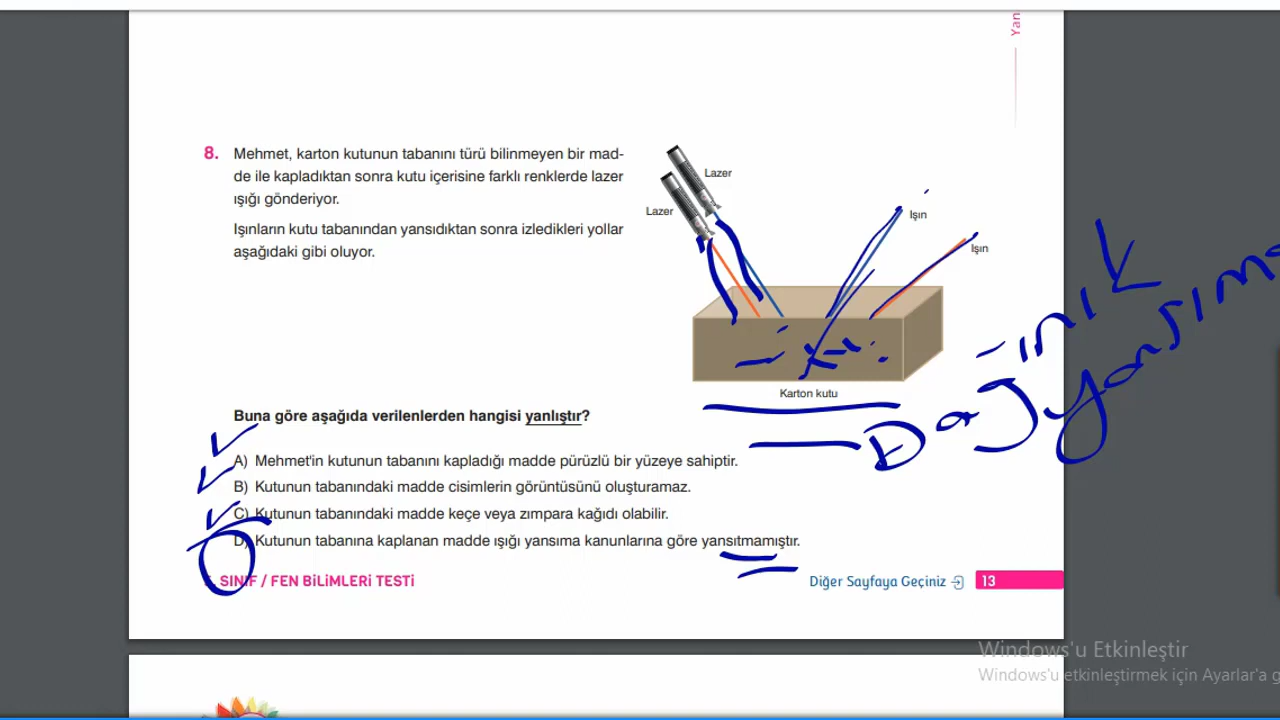 Yan
8. Mehmet, karton kutunun tabanını türü bilinmeyen bir mad-
de ile kapladıktan sonra kutu içerisine farklı renklerde lazer
ışığı gönderiyor.
Işınların kutu tabanından yansıdıktan sonra izledikleri yollar
aşağıdaki gibi oluyor.
Lazer
Lazer
Işın
Işın
Karton kutu
Dağınık
yansıma
Buna göre aşağıda verilenlerden hangisi yanlıştır?
A) Mehmet'in kutunun tabanını kapladığı madde pürüzlü bir yüzeye sahiptir.
B) Kutunun tabanındaki madde cisimlerin görüntüsünü oluşturamaz.
C) Kutunun tabanındaki madde keçe veya zımpara kağıdı olabilir.
D) Kutunun tabanına kaplanan madde ışığı yansıma kanunlarına göre yansıtmamıştır.
SINIF / FEN BİLİMLERİ TESTİ
Diğer Sayfaya Geçiniz
13
Windows'u Etkinleştir
Windows'u etkinleştirmek için Ayarlar'a g